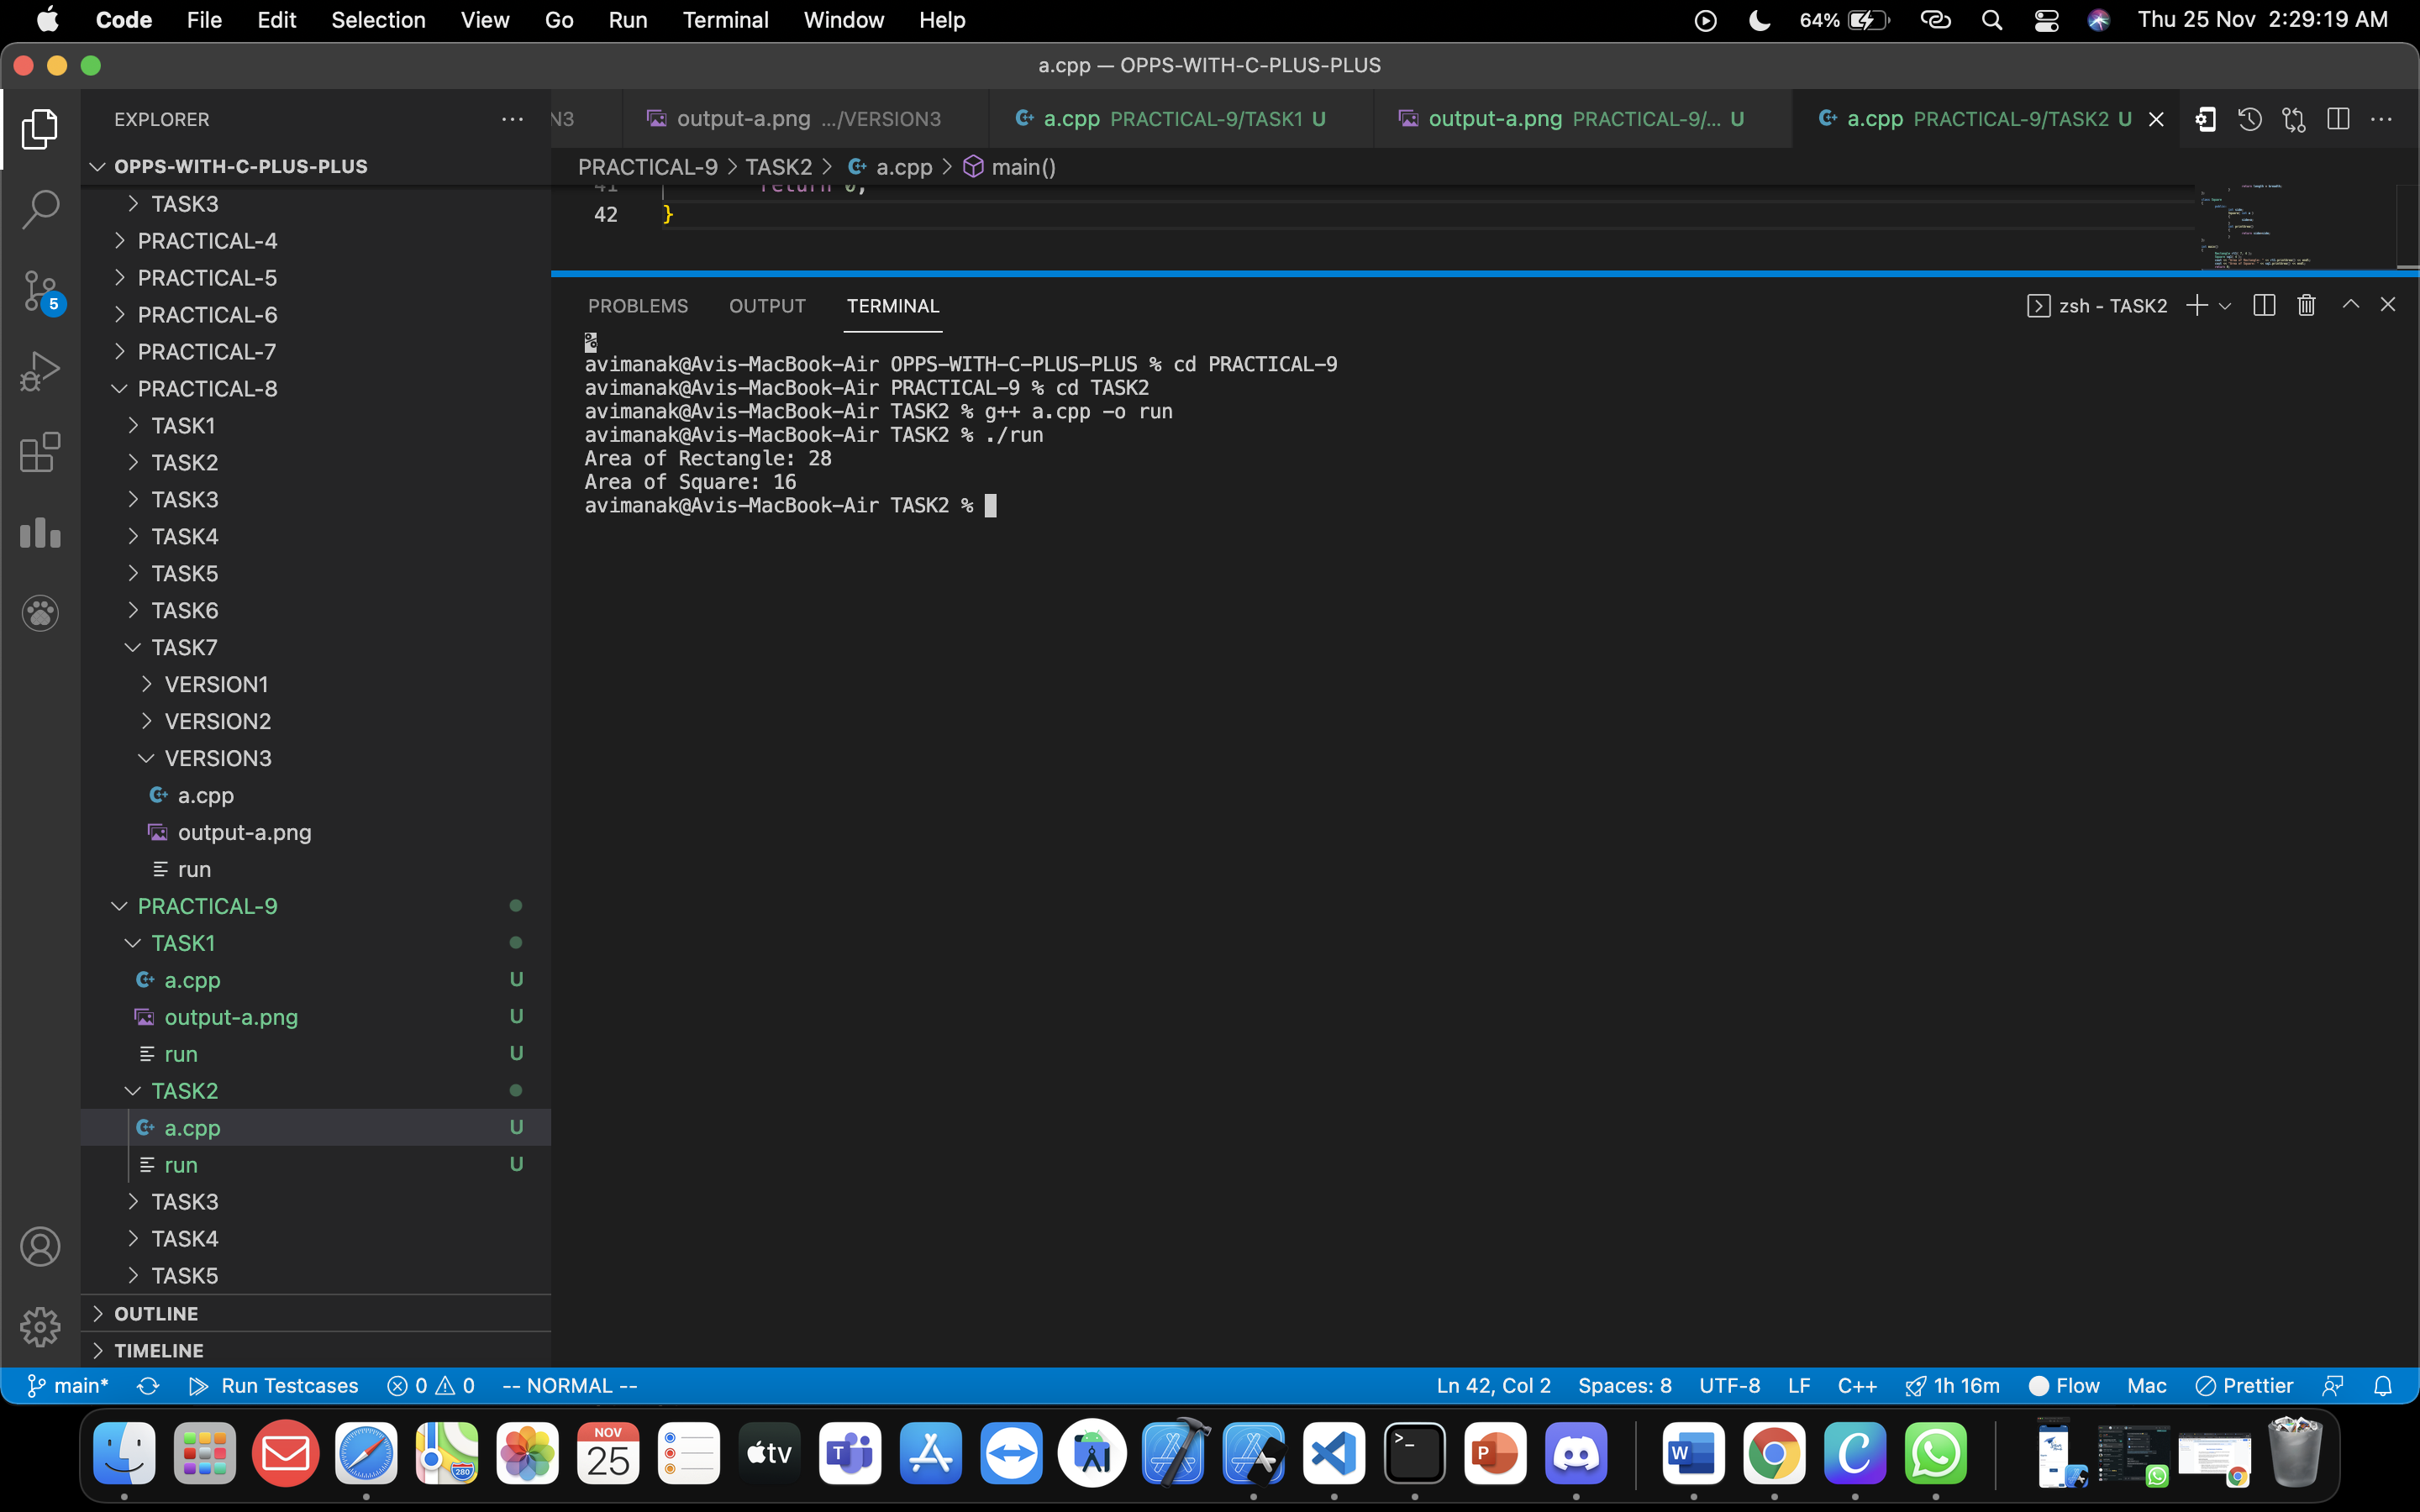 Code File Edit Selection View Go Run Terminal Window Help 64% Thu 25 Nov 2:29:19 AM
a.cpp — OPPS-WITH-C-PLUS-PLUS
EXPLORER
N3 output-a.png .../VERSION3 a.cpp PRACTICAL-9/TASK1 U output-a.png PRACTICAL-9/... U a.cpp PRACTICAL-9/TASK2 U
OPPS-WITH-C-PLUS-PLUS
PRACTICAL-9 > TASK2 > a.cpp > main()
41 return 0;
42 }
TASK3
PRACTICAL-4
PRACTICAL-5
PRACTICAL-6
PRACTICAL-7
PRACTICAL-8
TASK1
TASK2
TASK3
TASK4
TASK5
TASK6
TASK7
VERSION1
VERSION2
VERSION3
a.cpp
output-a.png
run
PRACTICAL-9
TASK1
a.cpp U
output-a.png U
run U
TASK2
a.cpp U
run U
TASK3
TASK4
TASK5
OUTLINE
TIMELINE
5
PROBLEMS OUTPUT TERMINAL zsh - TASK2
%
avimanak@Avis-MacBook-Air OPPS-WITH-C-PLUS-PLUS % cd PRACTICAL-9
avimanak@Avis-MacBook-Air PRACTICAL-9 % cd TASK2
avimanak@Avis-MacBook-Air TASK2 % g++ a.cpp -o run
avimanak@Avis-MacBook-Air TASK2 % ./run
Area of Rectangle: 28
Area of Square: 16
avimanak@Avis-MacBook-Air TASK2 %
main* Run Testcases 0 0 -- NORMAL -- Ln 42, Col 2 Spaces: 8 UTF-8 LF C++ 1h 16m Flow Mac Prettier
NOV
25
280
tv
T
P
W
C